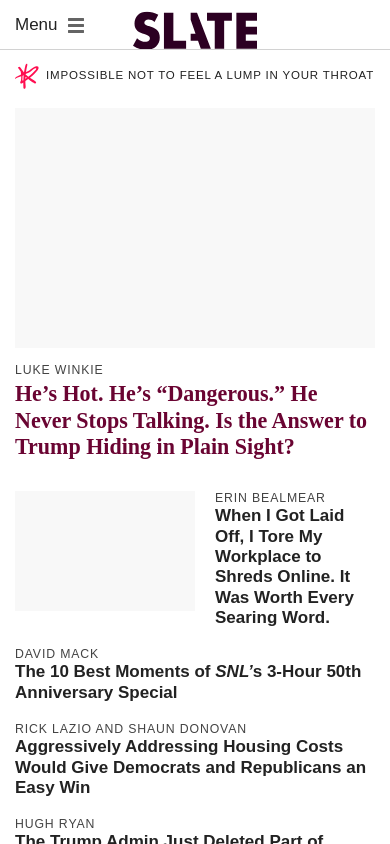 Menu
SLATE
IMPOSSIBLE NOT TO FEEL A LUMP IN YOUR THROAT
LUKE WINKIE
He’s Hot. He’s “Dangerous.” He
Never Stops Talking. Is the Answer to
Trump Hiding in Plain Sight?
ERIN BEALMEAR
When I Got Laid
Off, I Tore My
Workplace to
Shreds Online. It
Was Worth Every
Searing Word.
DAVID MACK
The 10 Best Moments of SNL’s 3-Hour 50th
Anniversary Special
RICK LAZIO AND SHAUN DONOVAN
Aggressively Addressing Housing Costs
Would Give Democrats and Republicans an
Easy Win
HUGH RYAN
The Trump Admin Just Deleted Part of